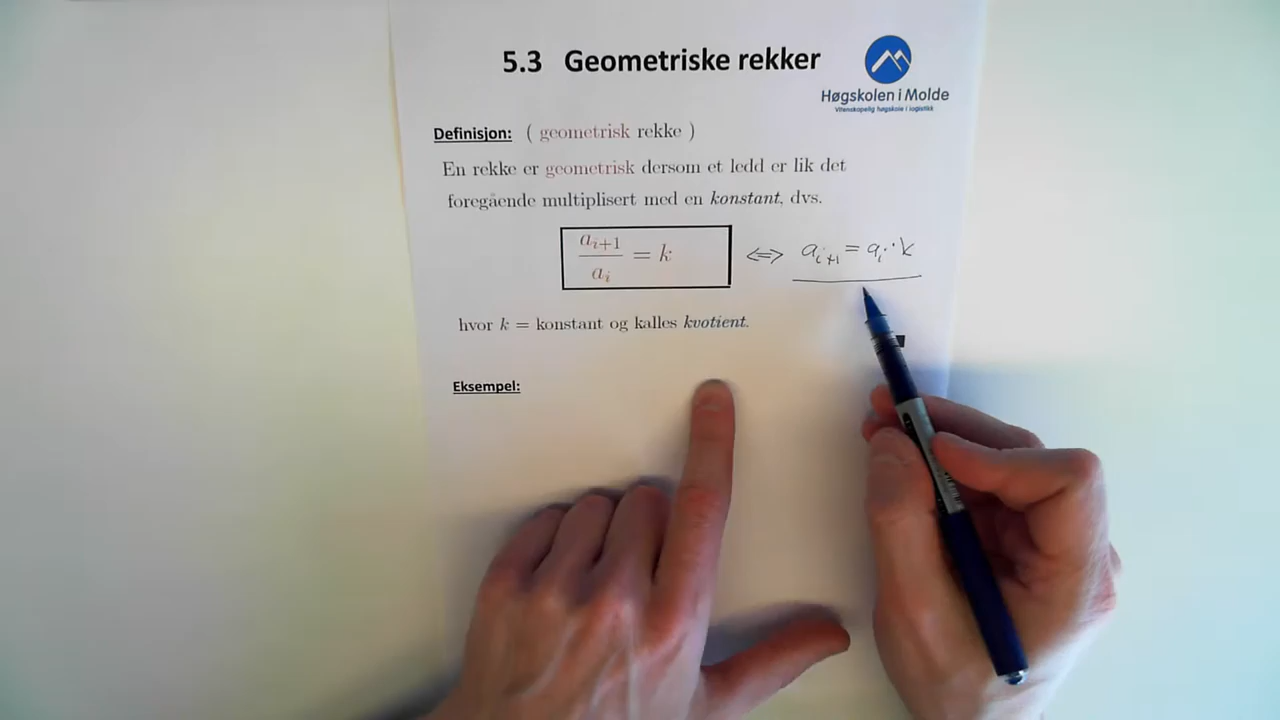 5.3 Geometriske rekker
Høgskolen i Molde
Vitenskapelig høgskole i logistikk
Definisjon: ( geometrisk rekke )
En rekke er geometrisk dersom et ledd er lik det
foregående multiplisert med en konstant, dvs.
a_{i+1} / a_i = k ⇔ a_{i+1} = a_i · k
hvor k = konstant og kalles kvotient.
Eksempel: